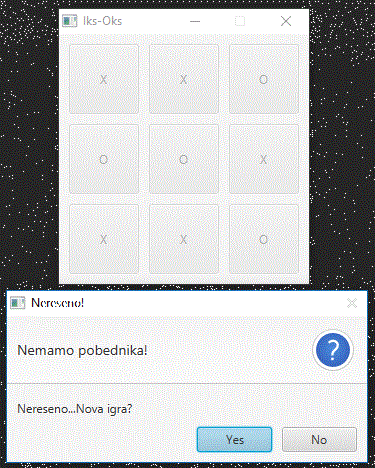 Iks-Oks
X X O
O O X
X X O
Nereseno!
Nemamo pobednika!
Nereseno...Nova igra?
Yes No